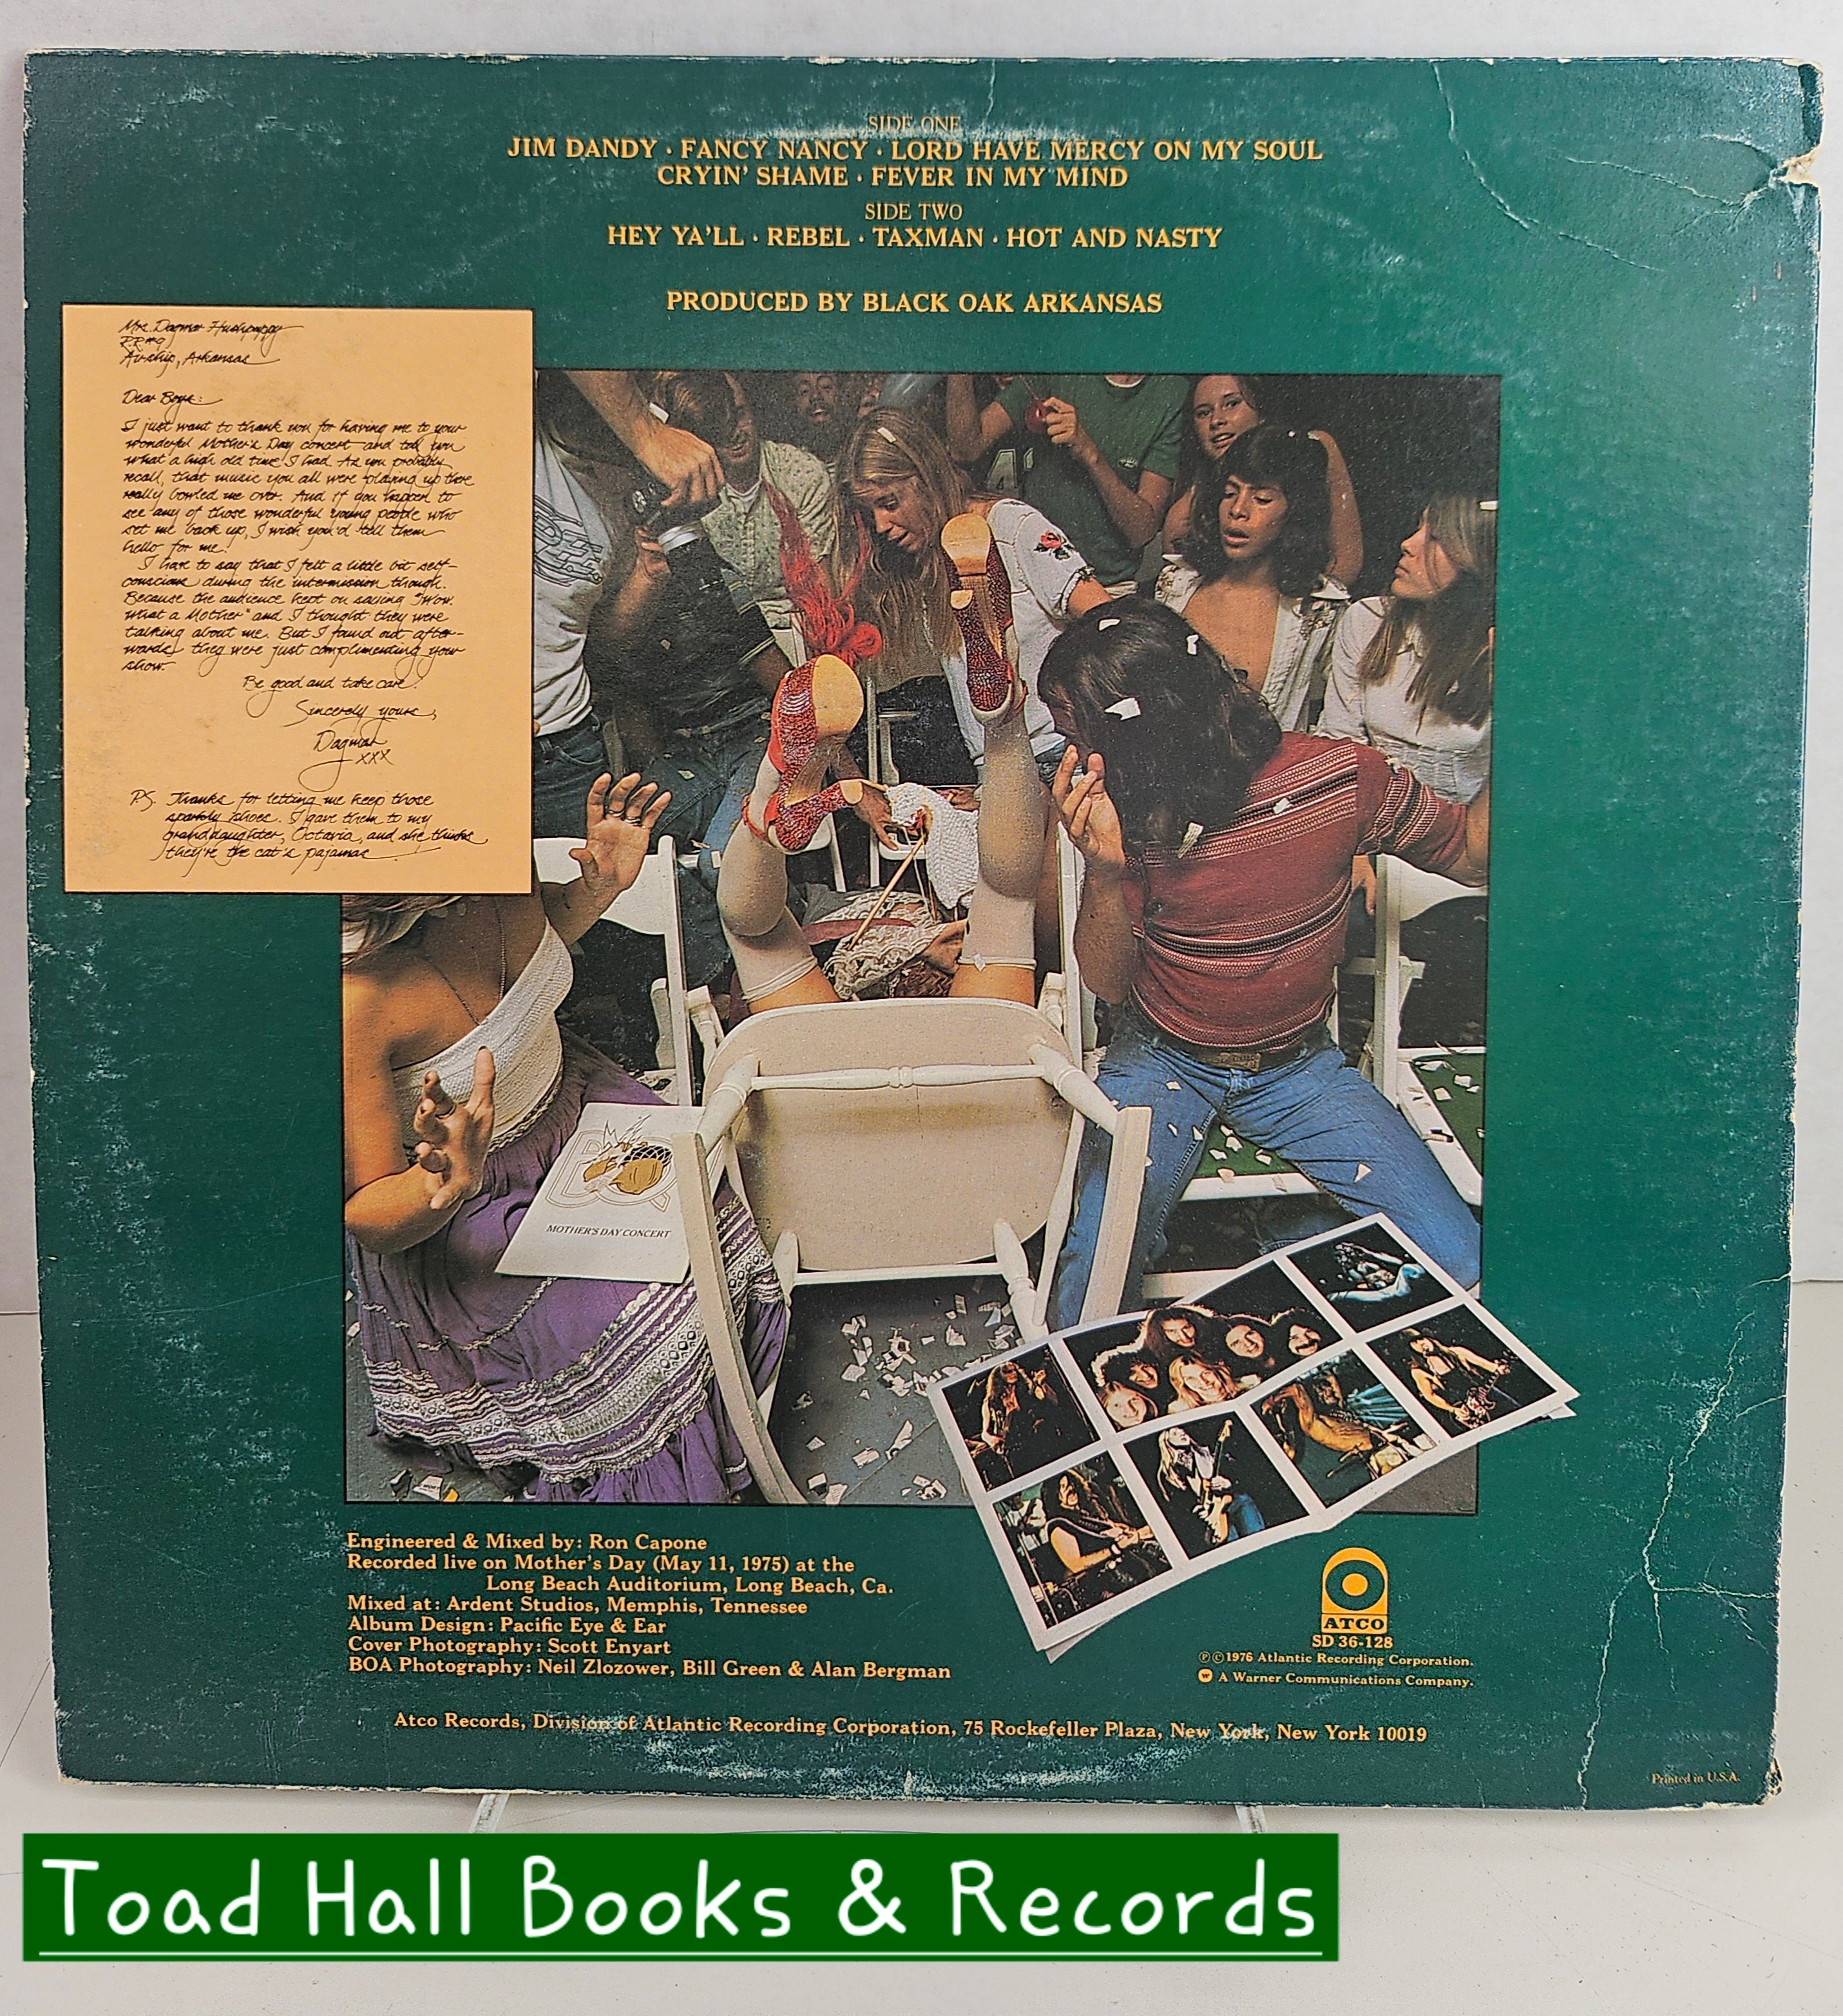 SIDE ONE
JIM DANDY · FANCY NANCY · LORD HAVE MERCY ON MY SOUL
CRYIN' SHAME · FEVER IN MY MIND
SIDE TWO
HEY YA'LL · REBEL · TAXMAN · HOT AND NASTY
PRODUCED BY BLACK OAK ARKANSAS
Mrs. Dagmar Hushpuppy
R.R. #9
Airship, Arkansas
Dear Boys:
I just want to thank you for having me to your
wonderful Mother's Day concert and tell you
what a high old time I had. As you probably
recall, that music you all were playing up there
really bowled me over. And if you happen to
see any of those wonderful young people who
set me back up, I wish you'd tell them
hello for me!
I have to say that I felt a little bit self-
conscious during the intermission though.
Because the audience kept on saying "Wow.
What a Mother" and I thought they were
talking about me. But I found out after-
wards they were just complimenting your
show.
Be good and take care.
Sincerely yours,
Dagmar
xxx
P.S. Thanks for letting me keep those
sparkly shoes. I gave them to my
granddaughter, Octavia, and she thinks
they're the cat's pajamas
MOTHER'S DAY CONCERT
Engineered & Mixed by: Ron Capone
Recorded live on Mother's Day (May 11, 1975) at the
Long Beach Auditorium, Long Beach, Ca.
Mixed at: Ardent Studios, Memphis, Tennessee
Album Design: Pacific Eye & Ear
Cover Photography: Scott Enyart
BOA Photography: Neil Zlozower, Bill Green & Alan Bergman
ATCO
SD 36-128
℗©1976 Atlantic Recording Corporation.
A Warner Communications Company.
Atco Records, Division of Atlantic Recording Corporation, 75 Rockefeller Plaza, New York, New York 10019
Printed in U.S.A.
Toad Hall Books & Records